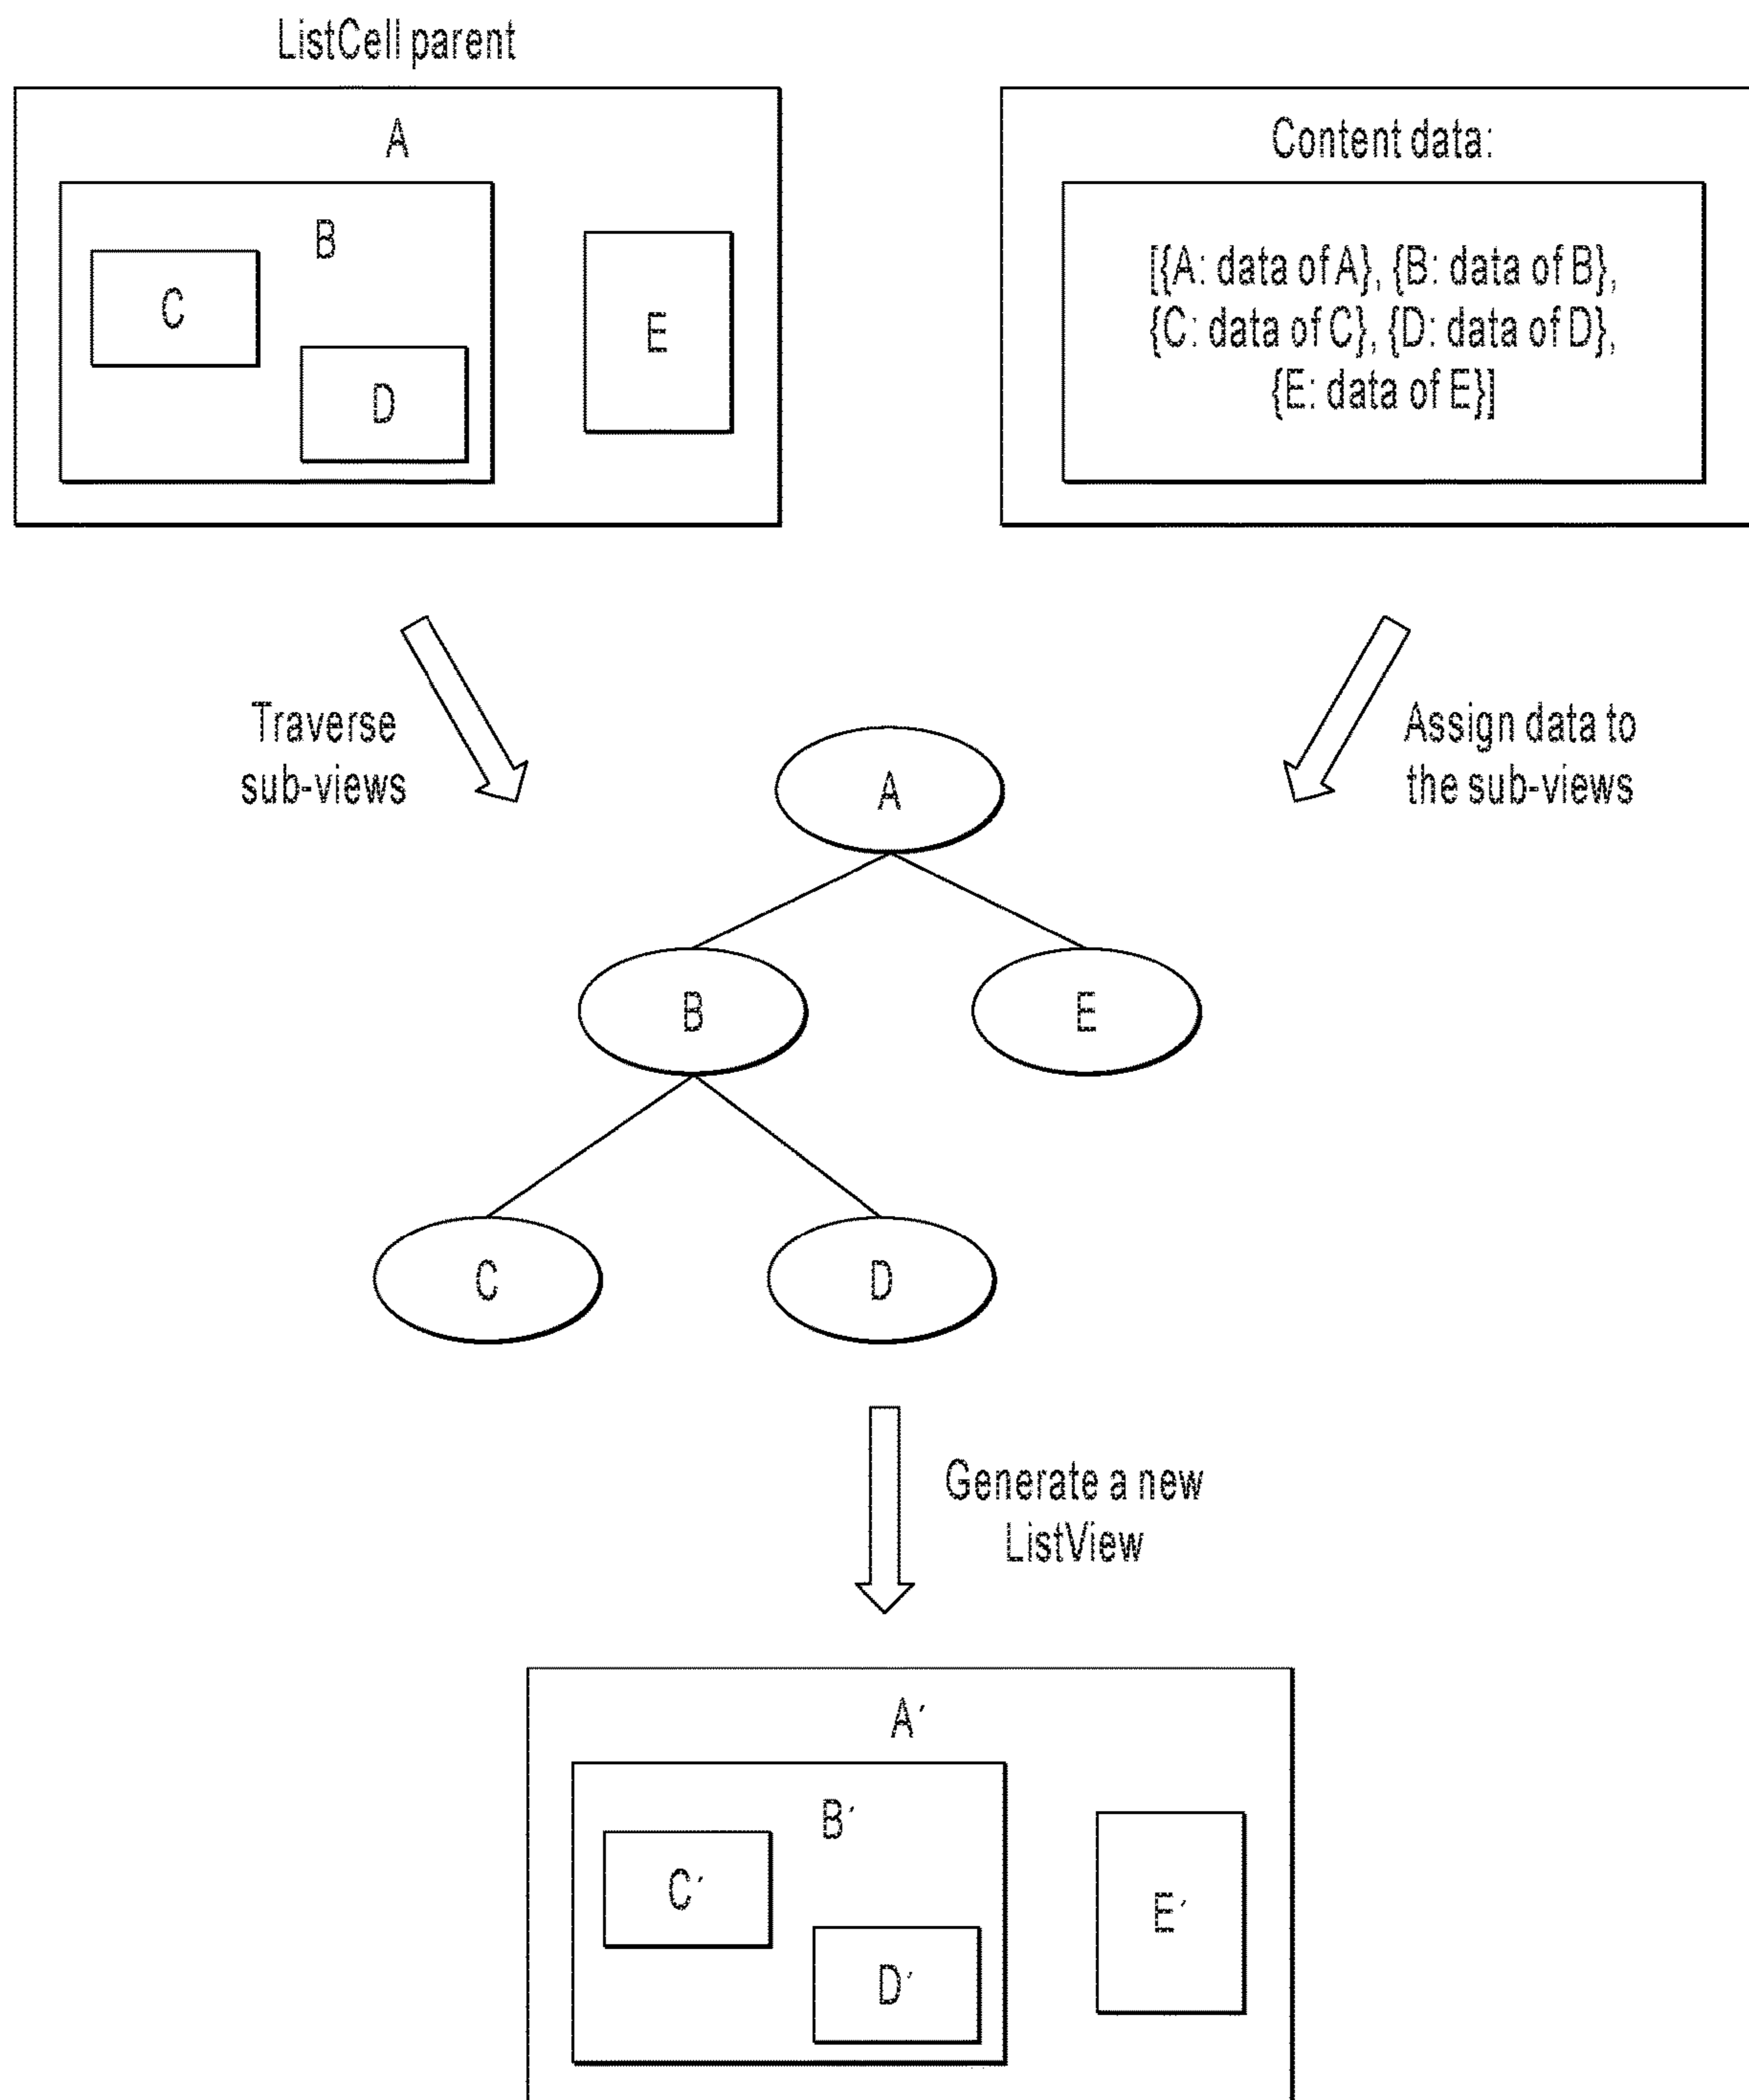 ListCell parent
A
B
C
D
E
Content data:
[{A: data of A}, {B: data of B},
{C: data of C}, {D: data of D},
{E: data of E}]
Traverse
sub-views
Assign data to
the sub-views
A
B
E
C
D
Generate a new
ListView
A′
B′
C′
D′
E′